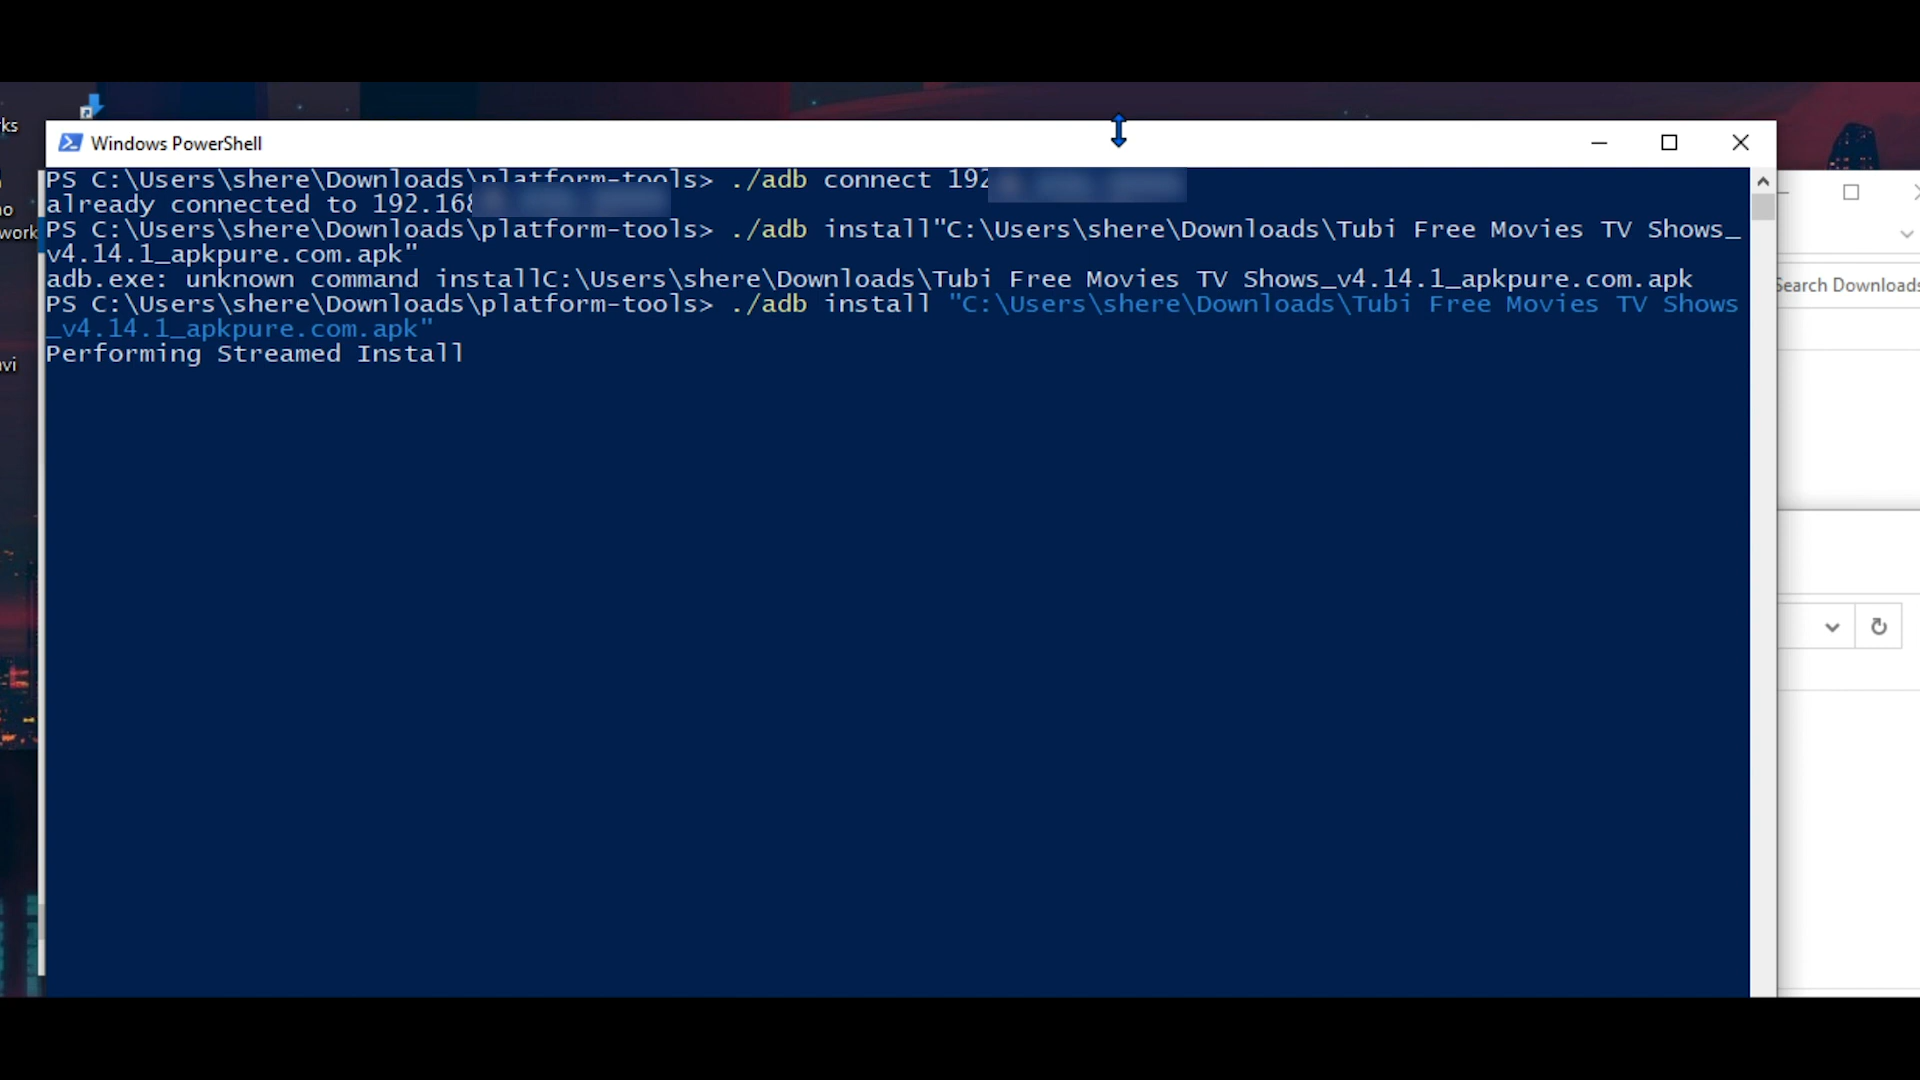 ks
Windows PowerShell
PS C:\Users\shere\Downloads\platform-tools> ./adb connect 192
already connected to 192.168
PS C:\Users\shere\Downloads\platform-tools> ./adb install"C:\Users\shere\Downloads\Tubi Free Movies TV Shows_
v4.14.1_apkpure.com.apk"
adb.exe: unknown command installC:\Users\shere\Downloads\Tubi Free Movies TV Shows_v4.14.1_apkpure.com.apk
PS C:\Users\shere\Downloads\platform-tools> ./adb install "C:\Users\shere\Downloads\Tubi Free Movies TV Shows
_v4.14.1_apkpure.com.apk"
Performing Streamed Install
no
work
vi
Search Downloads